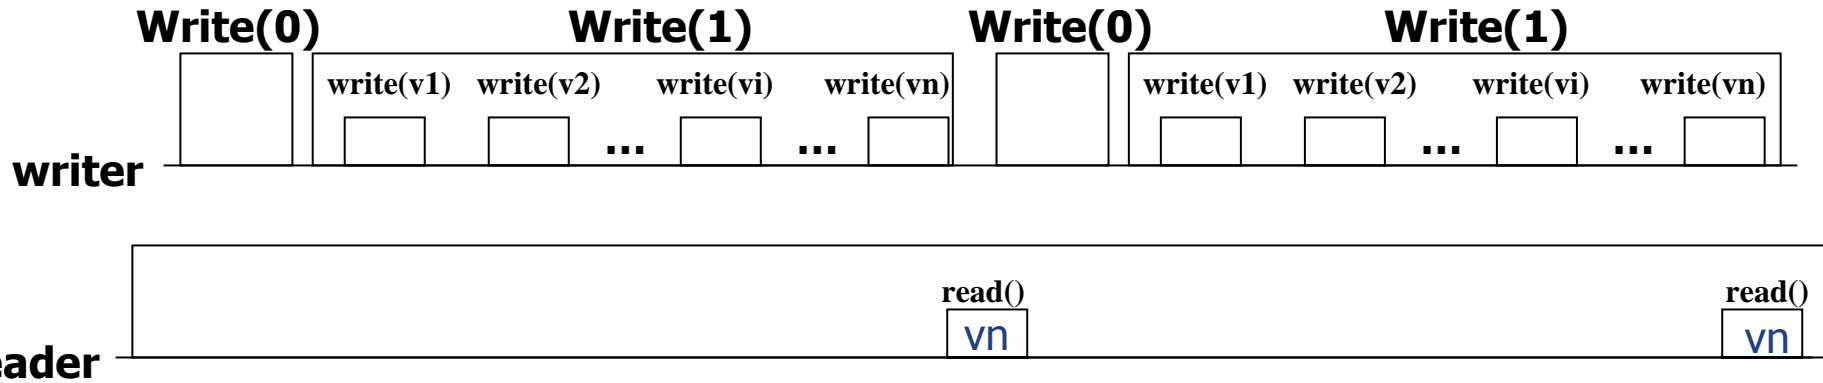 Write(0) Write(1) Write(0) Write(1)
write(v1) write(v2) write(vi) write(vn) write(v1) write(v2) write(vi) write(vn)
... ... ... ...
writer
read() read()
vn vn
eader